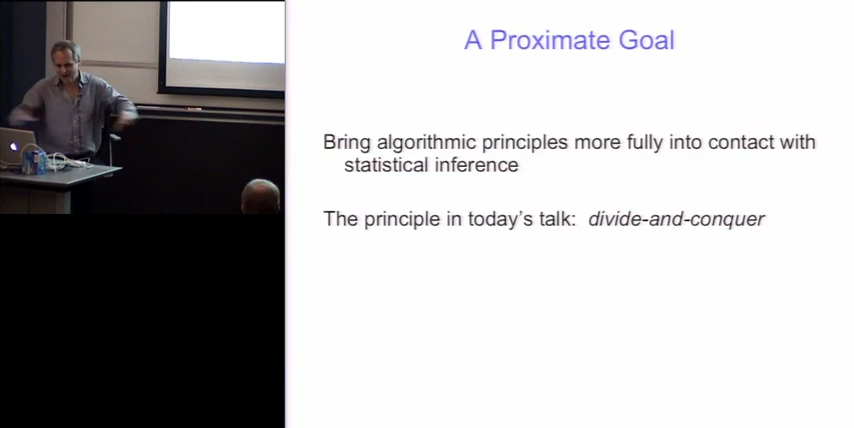 A Proximate Goal
Bring algorithmic principles more fully into contact with
statistical inference
The principle in today's talk: divide-and-conquer